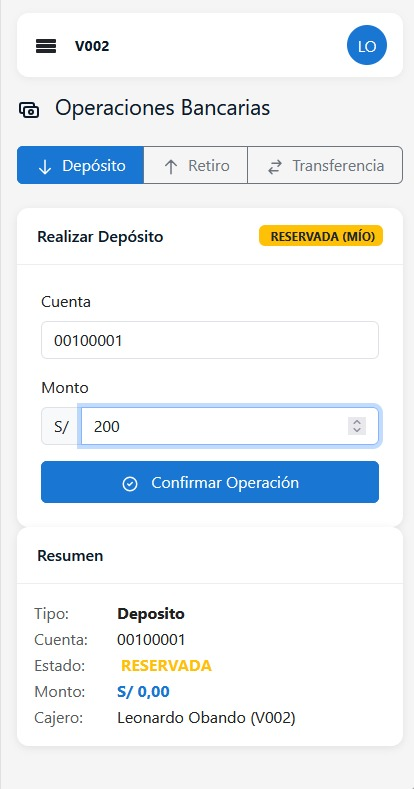 V002
LO
Operaciones Bancarias
Depósito
Retiro
Transferencia
Realizar Depósito
RESERVADA (MÍO)
Cuenta
00100001
Monto
S/ 200
Confirmar Operación
Resumen
Tipo: Deposito
Cuenta: 00100001
Estado: RESERVADA
Monto: S/ 0,00
Cajero: Leonardo Obando (V002)